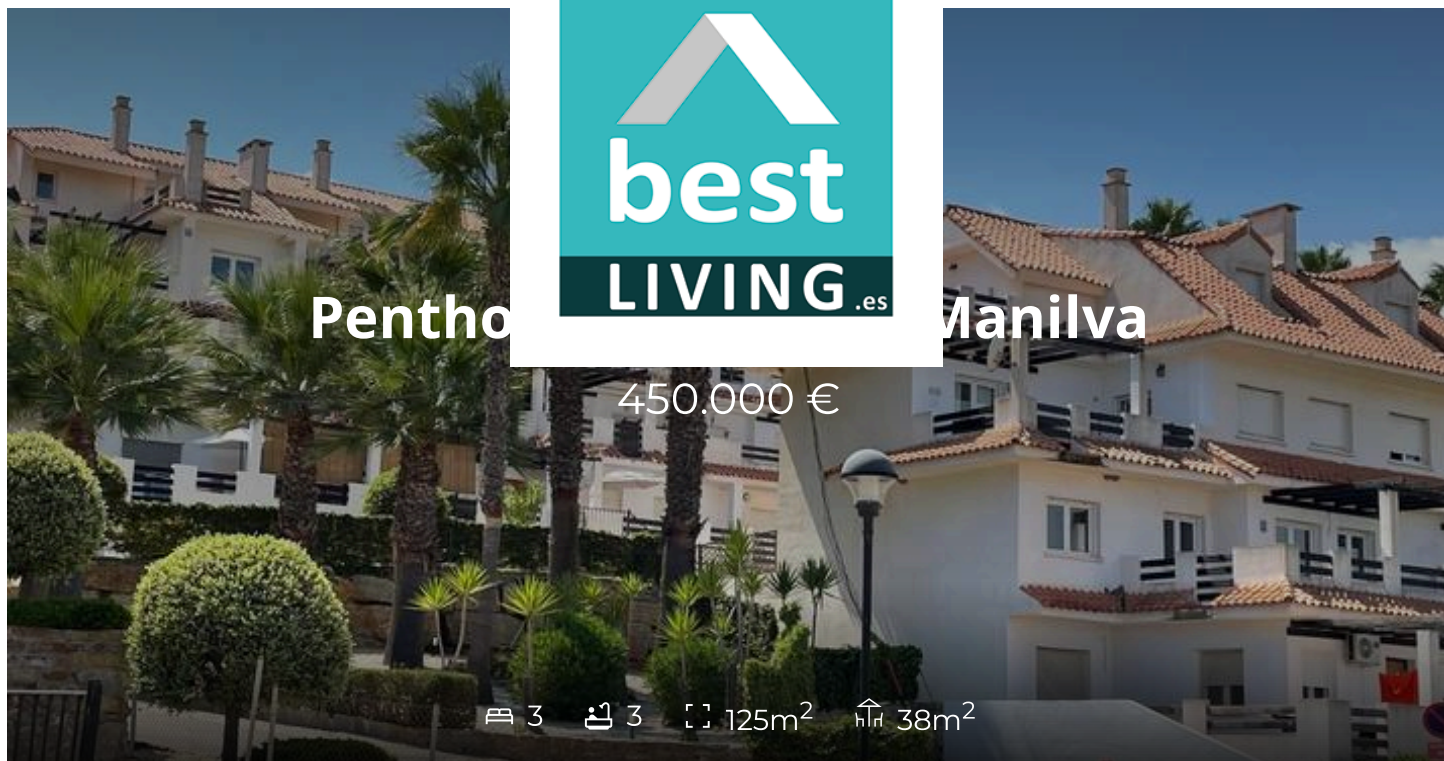 best
LIVING.es
Pentho Manilva
450.000 €
3 3 125m² 38m²